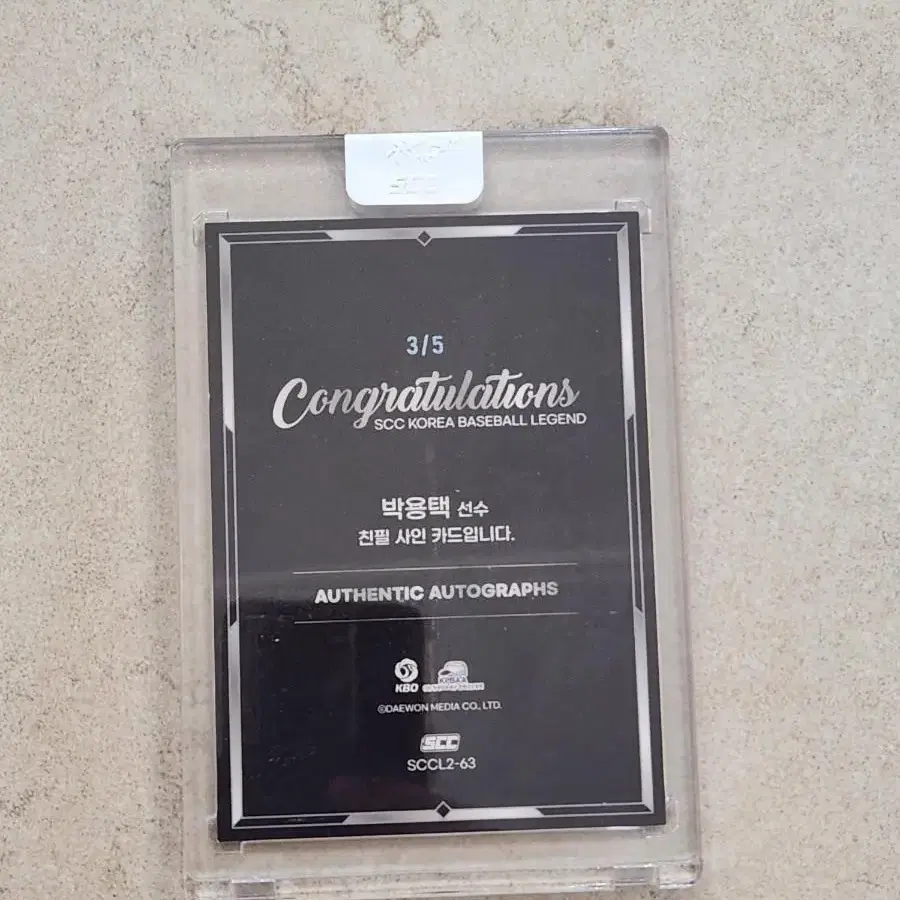 SCC
3/5
Congratulations
SCC KOREA BASEBALL LEGEND
박용택 선수
친필 사인 카드입니다.
AUTHENTIC AUTOGRAPHS
KBO
©DAEWON MEDIA CO., LTD.
SCC
SCCL2-63